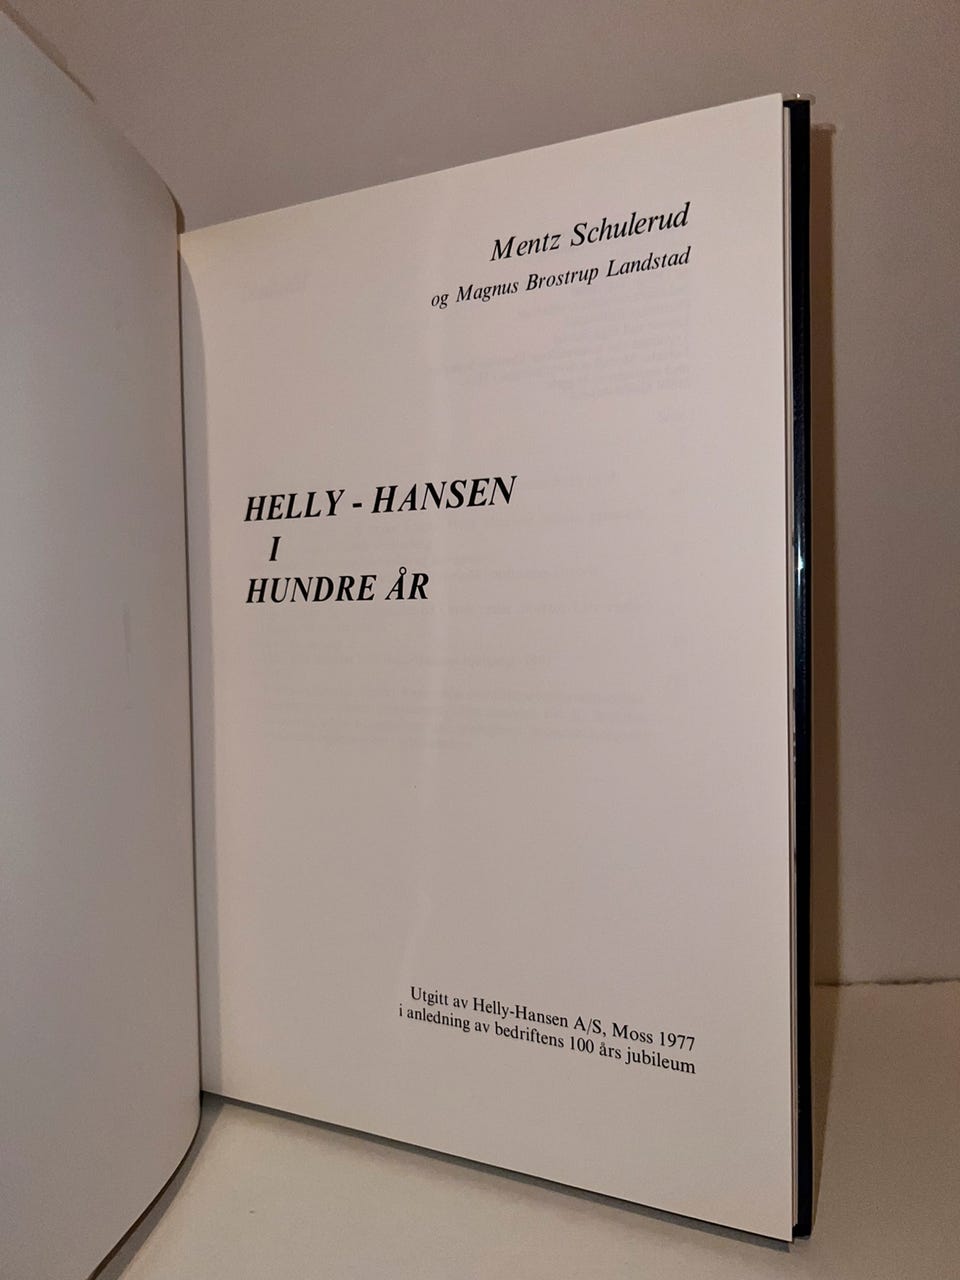 Mentz Schulerud
og Magnus Brostrup Landstad
HELLY - HANSEN
I
HUNDRE ÅR
Utgitt av Helly-Hansen A/S, Moss 1977
i anledning av bedriftens 100 års jubileum